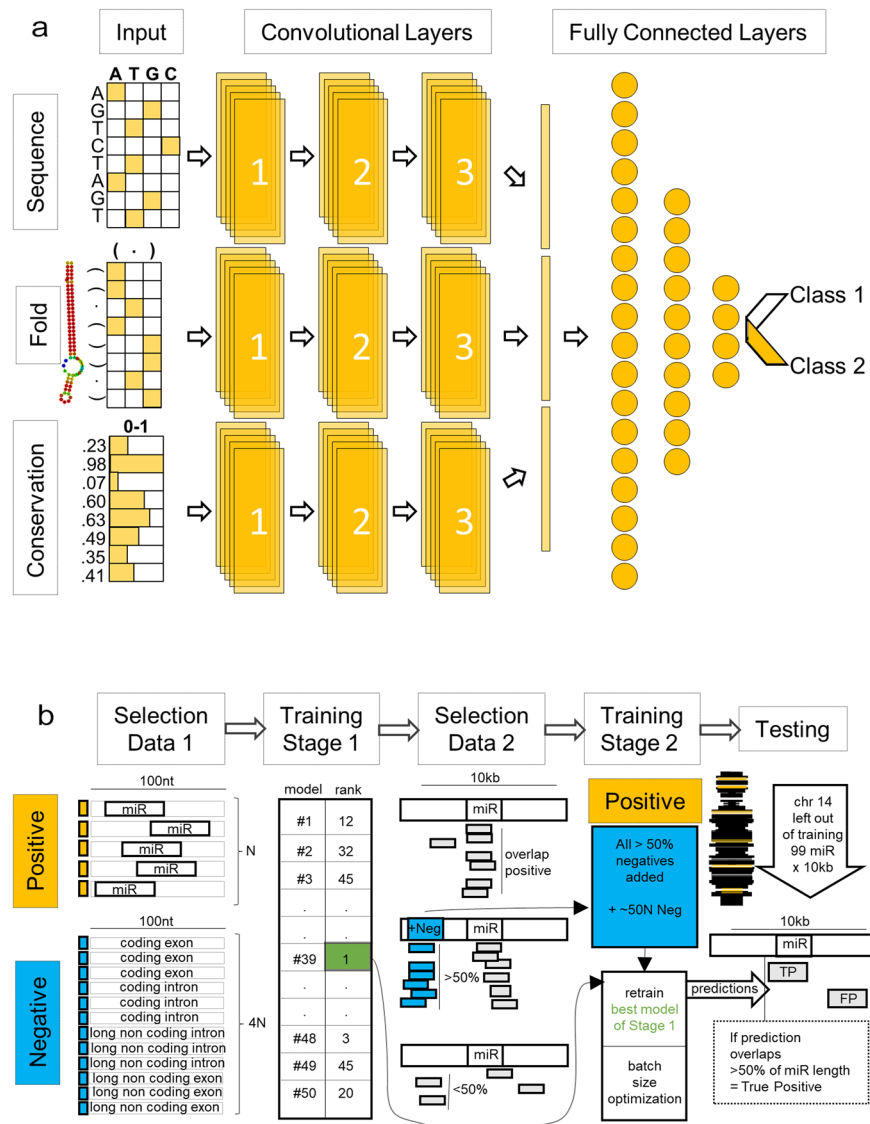 a
Input
Convolutional Layers
Fully Connected Layers
Sequence
A T G C
A
G
T
C
T
A
G
T
1 2 3
Fold
( . )
(
(
.
(
)
)
.
)
1 2 3
Class 1
Class 2
Conservation
0-1
.23
.98
.07
.60
.63
.49
.35
.41
1 2 3
b
Selection Data 1
Training Stage 1
Selection Data 2
Training Stage 2
Testing
Positive
100nt
miR
miR
miR
miR
miR
N
Negative
100nt
coding exon
coding exon
coding exon
coding intron
coding intron
coding intron
long non coding intron
long non coding intron
long non coding intron
long non coding exon
long non coding exon
long non coding exon
4N
model rank
#1 12
#2 32
#3 45
. .
. .
#39 1
. .
. .
#48 3
#49 45
#50 20
10kb
miR
overlap
positive
+Neg miR
>50%
miR
<50%
Positive
All > 50%
negatives
added
+ ~50N Neg
retrain
best model
of Stage 1
batch
size
optimization
predictions
chr 14
left out
of training
99 miR
x 10kb
10kb
miR
TP
FP
If prediction
overlaps
>50% of miR length
= True Positive